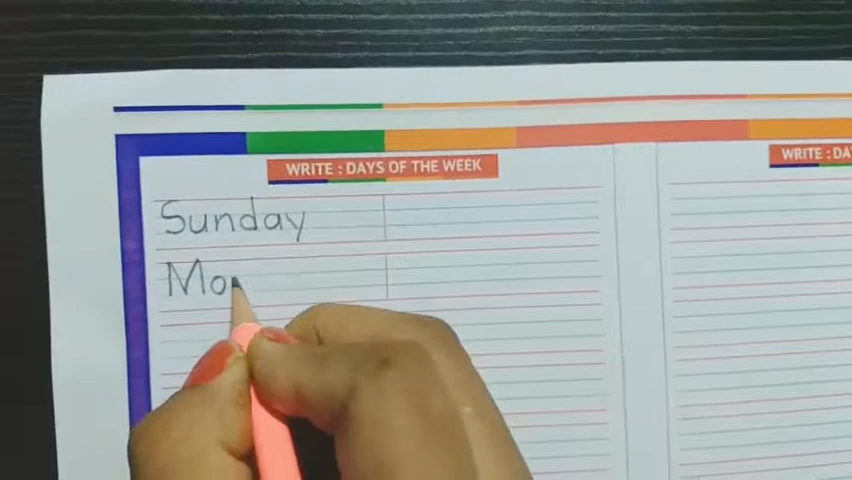 WRITE : DAYS OF THE WEEK
WRITE : DA
Sunday
Mo